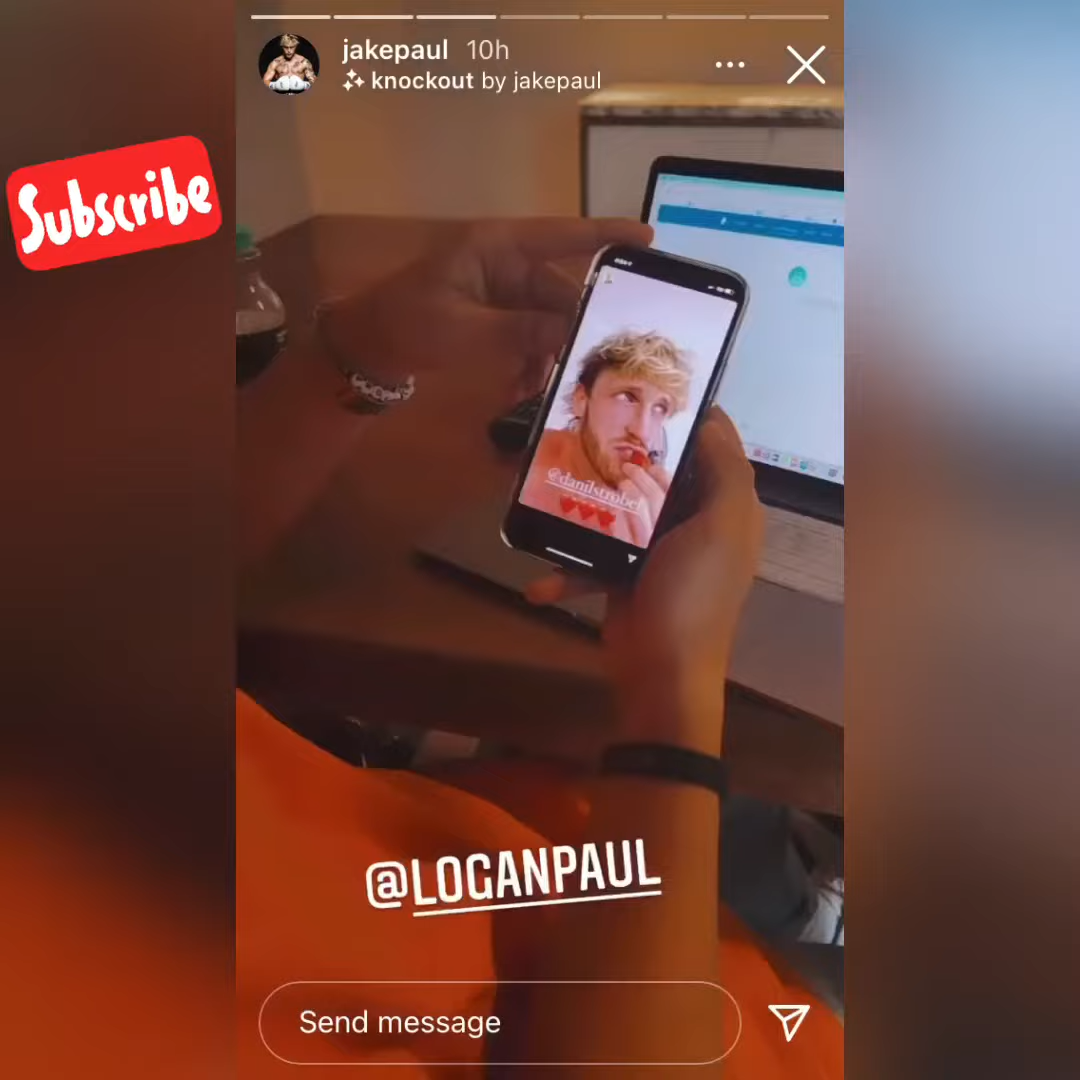 jakepaul 10h
knockout by jakepaul
Subscribe
@danilstrobel
@LOGANPAUL
Send message